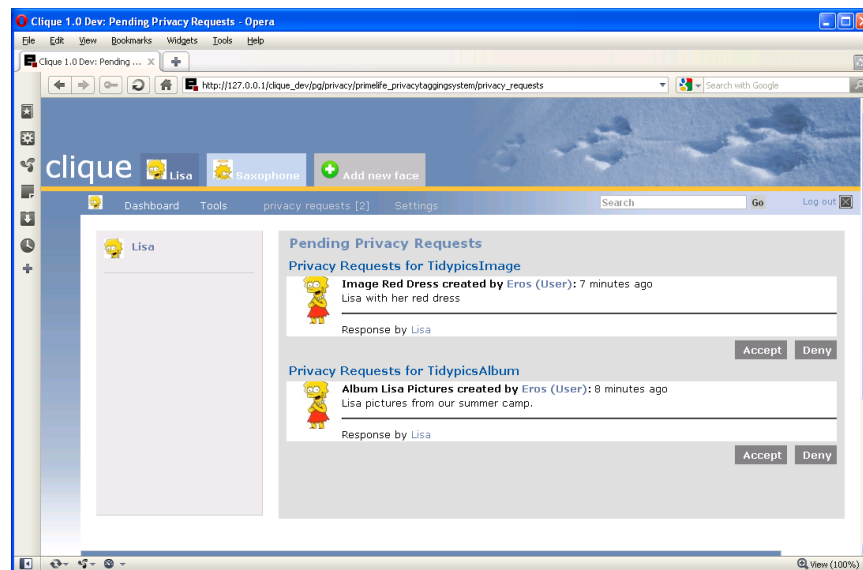 Clique 1.0 Dev: Pending Privacy Requests - Opera
File Edit View Bookmarks Widgets Tools Help
Clique 1.0 Dev: Pending ...
http://127.0.0.1/clique_dev/pg/privacy/primelife_privacytaggingsystem/privacy_requests Search with Google
clique Lisa Saxophone Add new face
Dashboard Tools privacy requests [2] Settings Search Go Log out
Lisa
Pending Privacy Requests
Privacy Requests for TidypicsImage
Image Red Dress created by Eros (User): 7 minutes ago
Lisa with her red dress
Response by Lisa
Accept Deny
Privacy Requests for TidypicsAlbum
Album Lisa Pictures created by Eros (User): 8 minutes ago
Lisa pictures from our summer camp.
Response by Lisa
Accept Deny
View (100%)